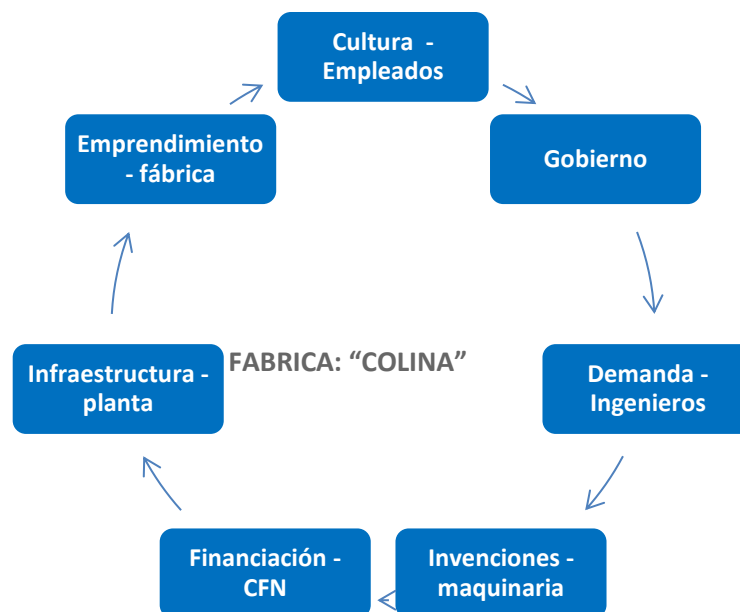 Cultura -
Empleados
Gobierno
Demanda -
Ingenieros
Invenciones -
maquinaria
Financiación -
CFN
Infraestructura -
planta
Emprendimiento
- fábrica
FABRICA: “COLINA”